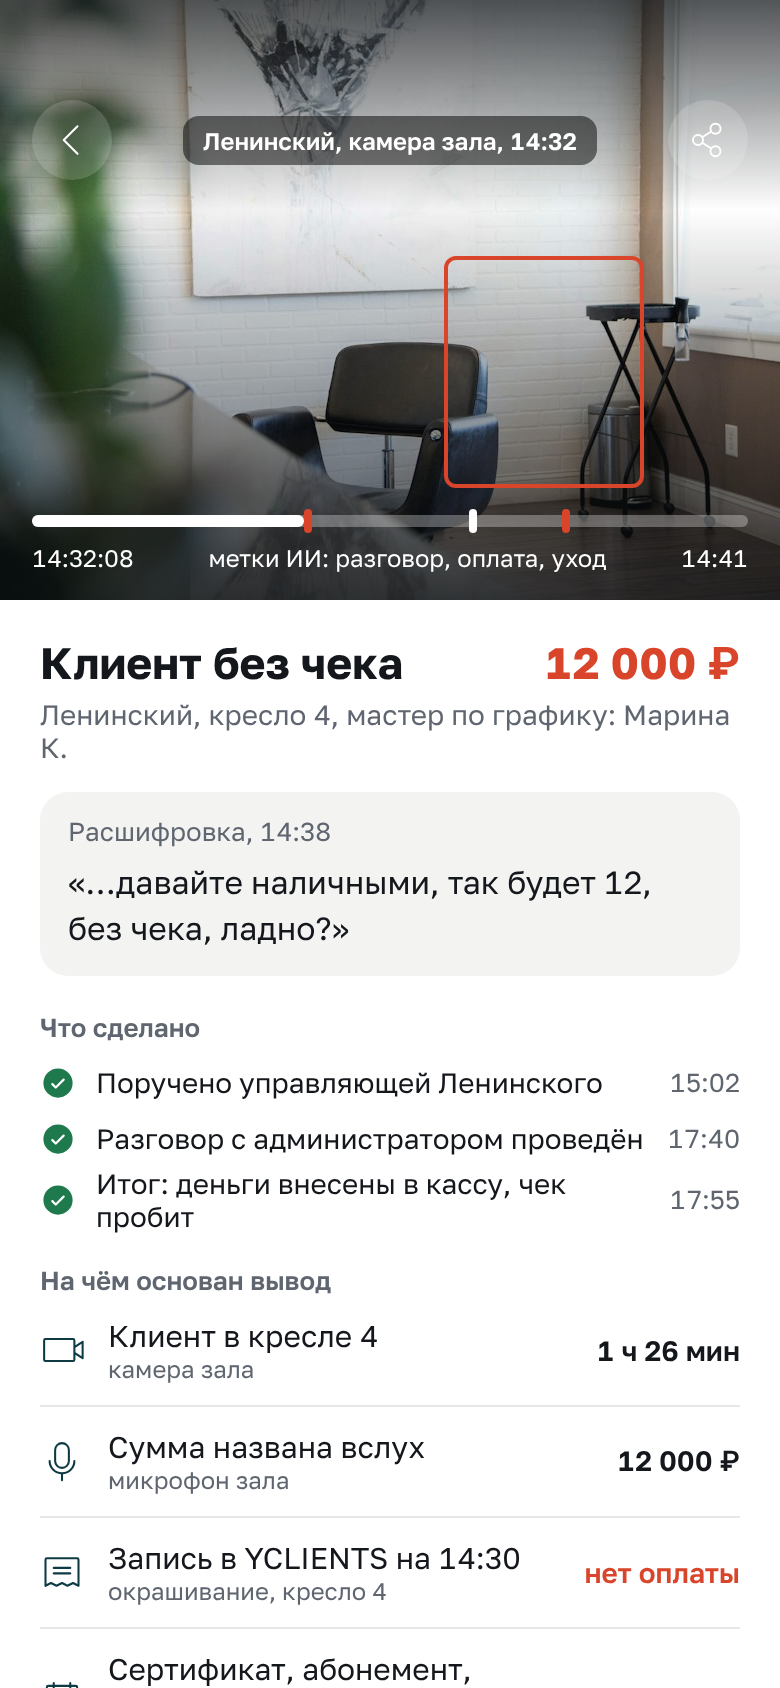 Ленинский, камера зала, 14:32
14:32:08 метки ИИ: разговор, оплата, уход 14:41
Клиент без чека 12 000 ₽
Ленинский, кресло 4, мастер по графику: Марина
К.
Расшифровка, 14:38
«…давайте наличными, так будет 12,
без чека, ладно?»
Что сделано
Поручено управляющей Ленинского 15:02
Разговор с администратором проведён 17:40
Итог: деньги внесены в кассу, чек
пробит 17:55
На чём основан вывод
Клиент в кресле 4 1 ч 26 мин
камера зала
Сумма названа вслух 12 000 ₽
микрофон зала
Запись в YCLIENTS на 14:30 нет оплаты
окрашивание, кресло 4
Сертификат, абонемент,